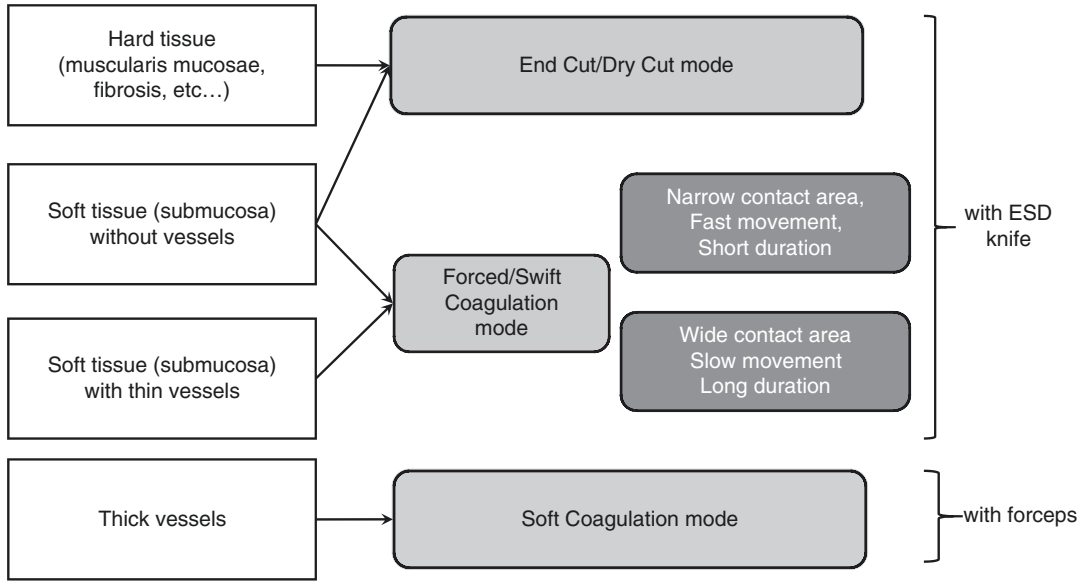 Hard tissue
(muscularis mucosae,
fibrosis, etc…)
End Cut/Dry Cut mode
Soft tissue (submucosa)
without vessels
Narrow contact area,
Fast movement,
Short duration
with ESD
knife
Forced/Swift
Coagulation
mode
Soft tissue (submucosa)
with thin vessels
Wide contact area
Slow movement
Long duration
Thick vessels
Soft Coagulation mode
with forceps